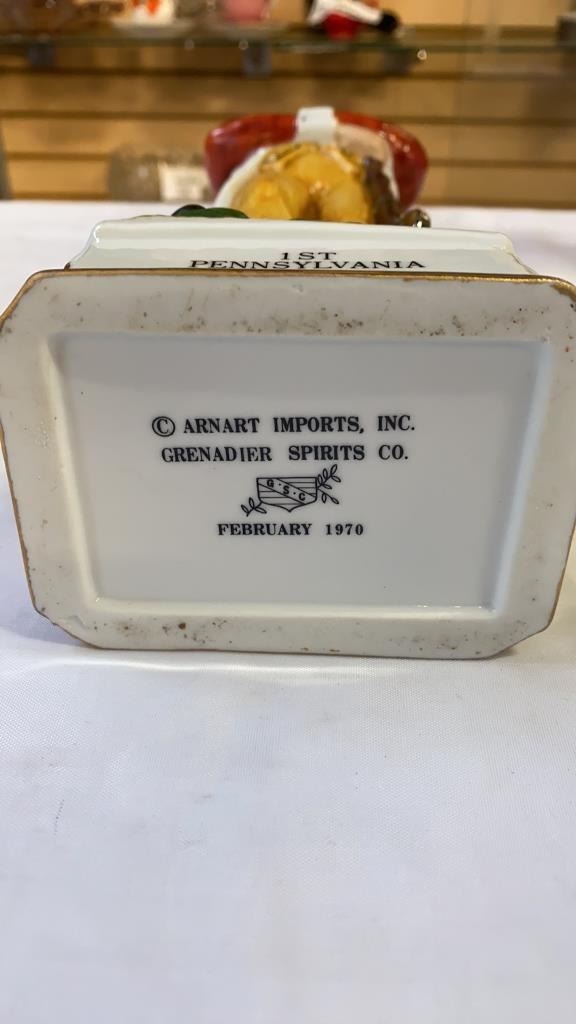 1ST
PENNSYLVANIA
© ARNART IMPORTS, INC.
GRENADIER SPIRITS CO.
G·S·C
FEBRUARY 1970